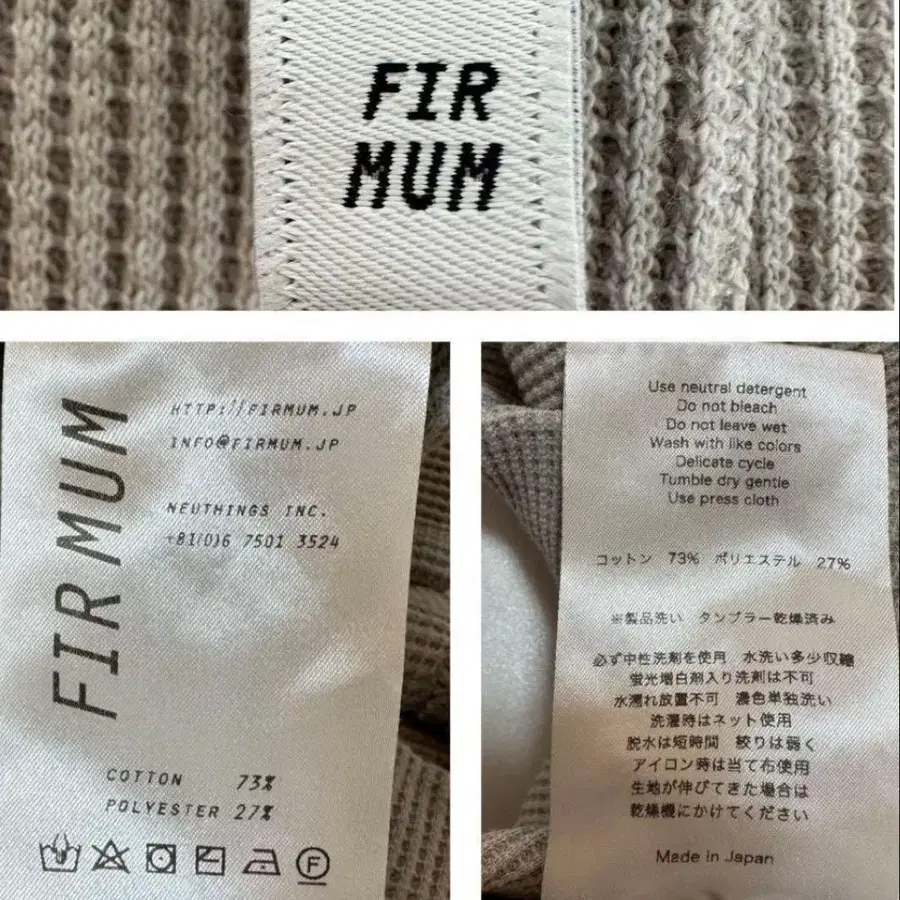 FIR
MUM
FIRMUM
HTTP://FIRMUM.JP
INFO@FIRMUM.JP
NEUTHINGS INC.
+81(0)6 7501 3524
COTTON 73%
POLYESTER 27%
F
Use neutral detergent
Do not bleach
Do not leave wet
Wash with like colors
Delicate cycle
Tumble dry gentle
Use press cloth
コットン 73% ポリエステル 27%
※製品洗い タンブラー乾燥済み
必ず中性洗剤を使用 水洗い多少収縮
蛍光増白剤入り洗剤は不可
水濡れ放置不可 濃色単独洗い
洗濯時はネット使用
脱水は短時間 絞りは弱く
アイロン時は当て布使用
生地が伸びてきた場合は
乾燥機にかけてください
Made in Japan